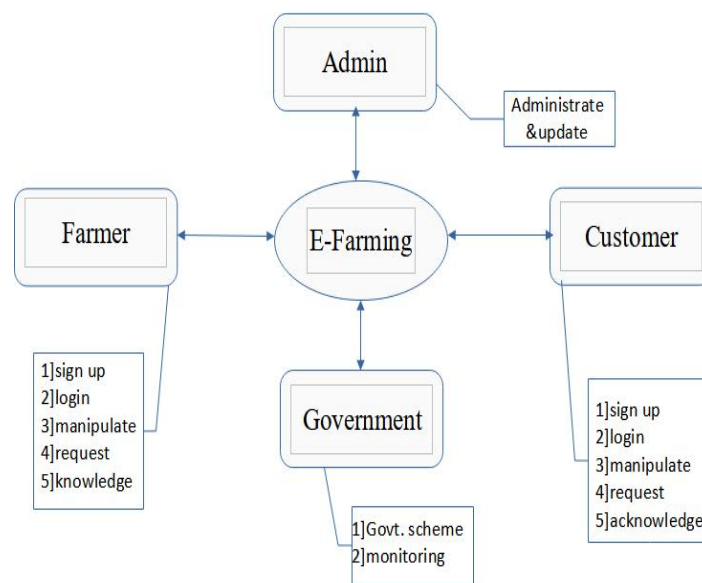 Admin
Administrate
&update
Farmer
E-Farming
Customer
1]sign up
2]login
3]manipulate
4]request
5]knowledge
Government
1]Govt. scheme
2]monitoring
1]sign up
2]login
3]manipulate
4]request
5]acknowledge